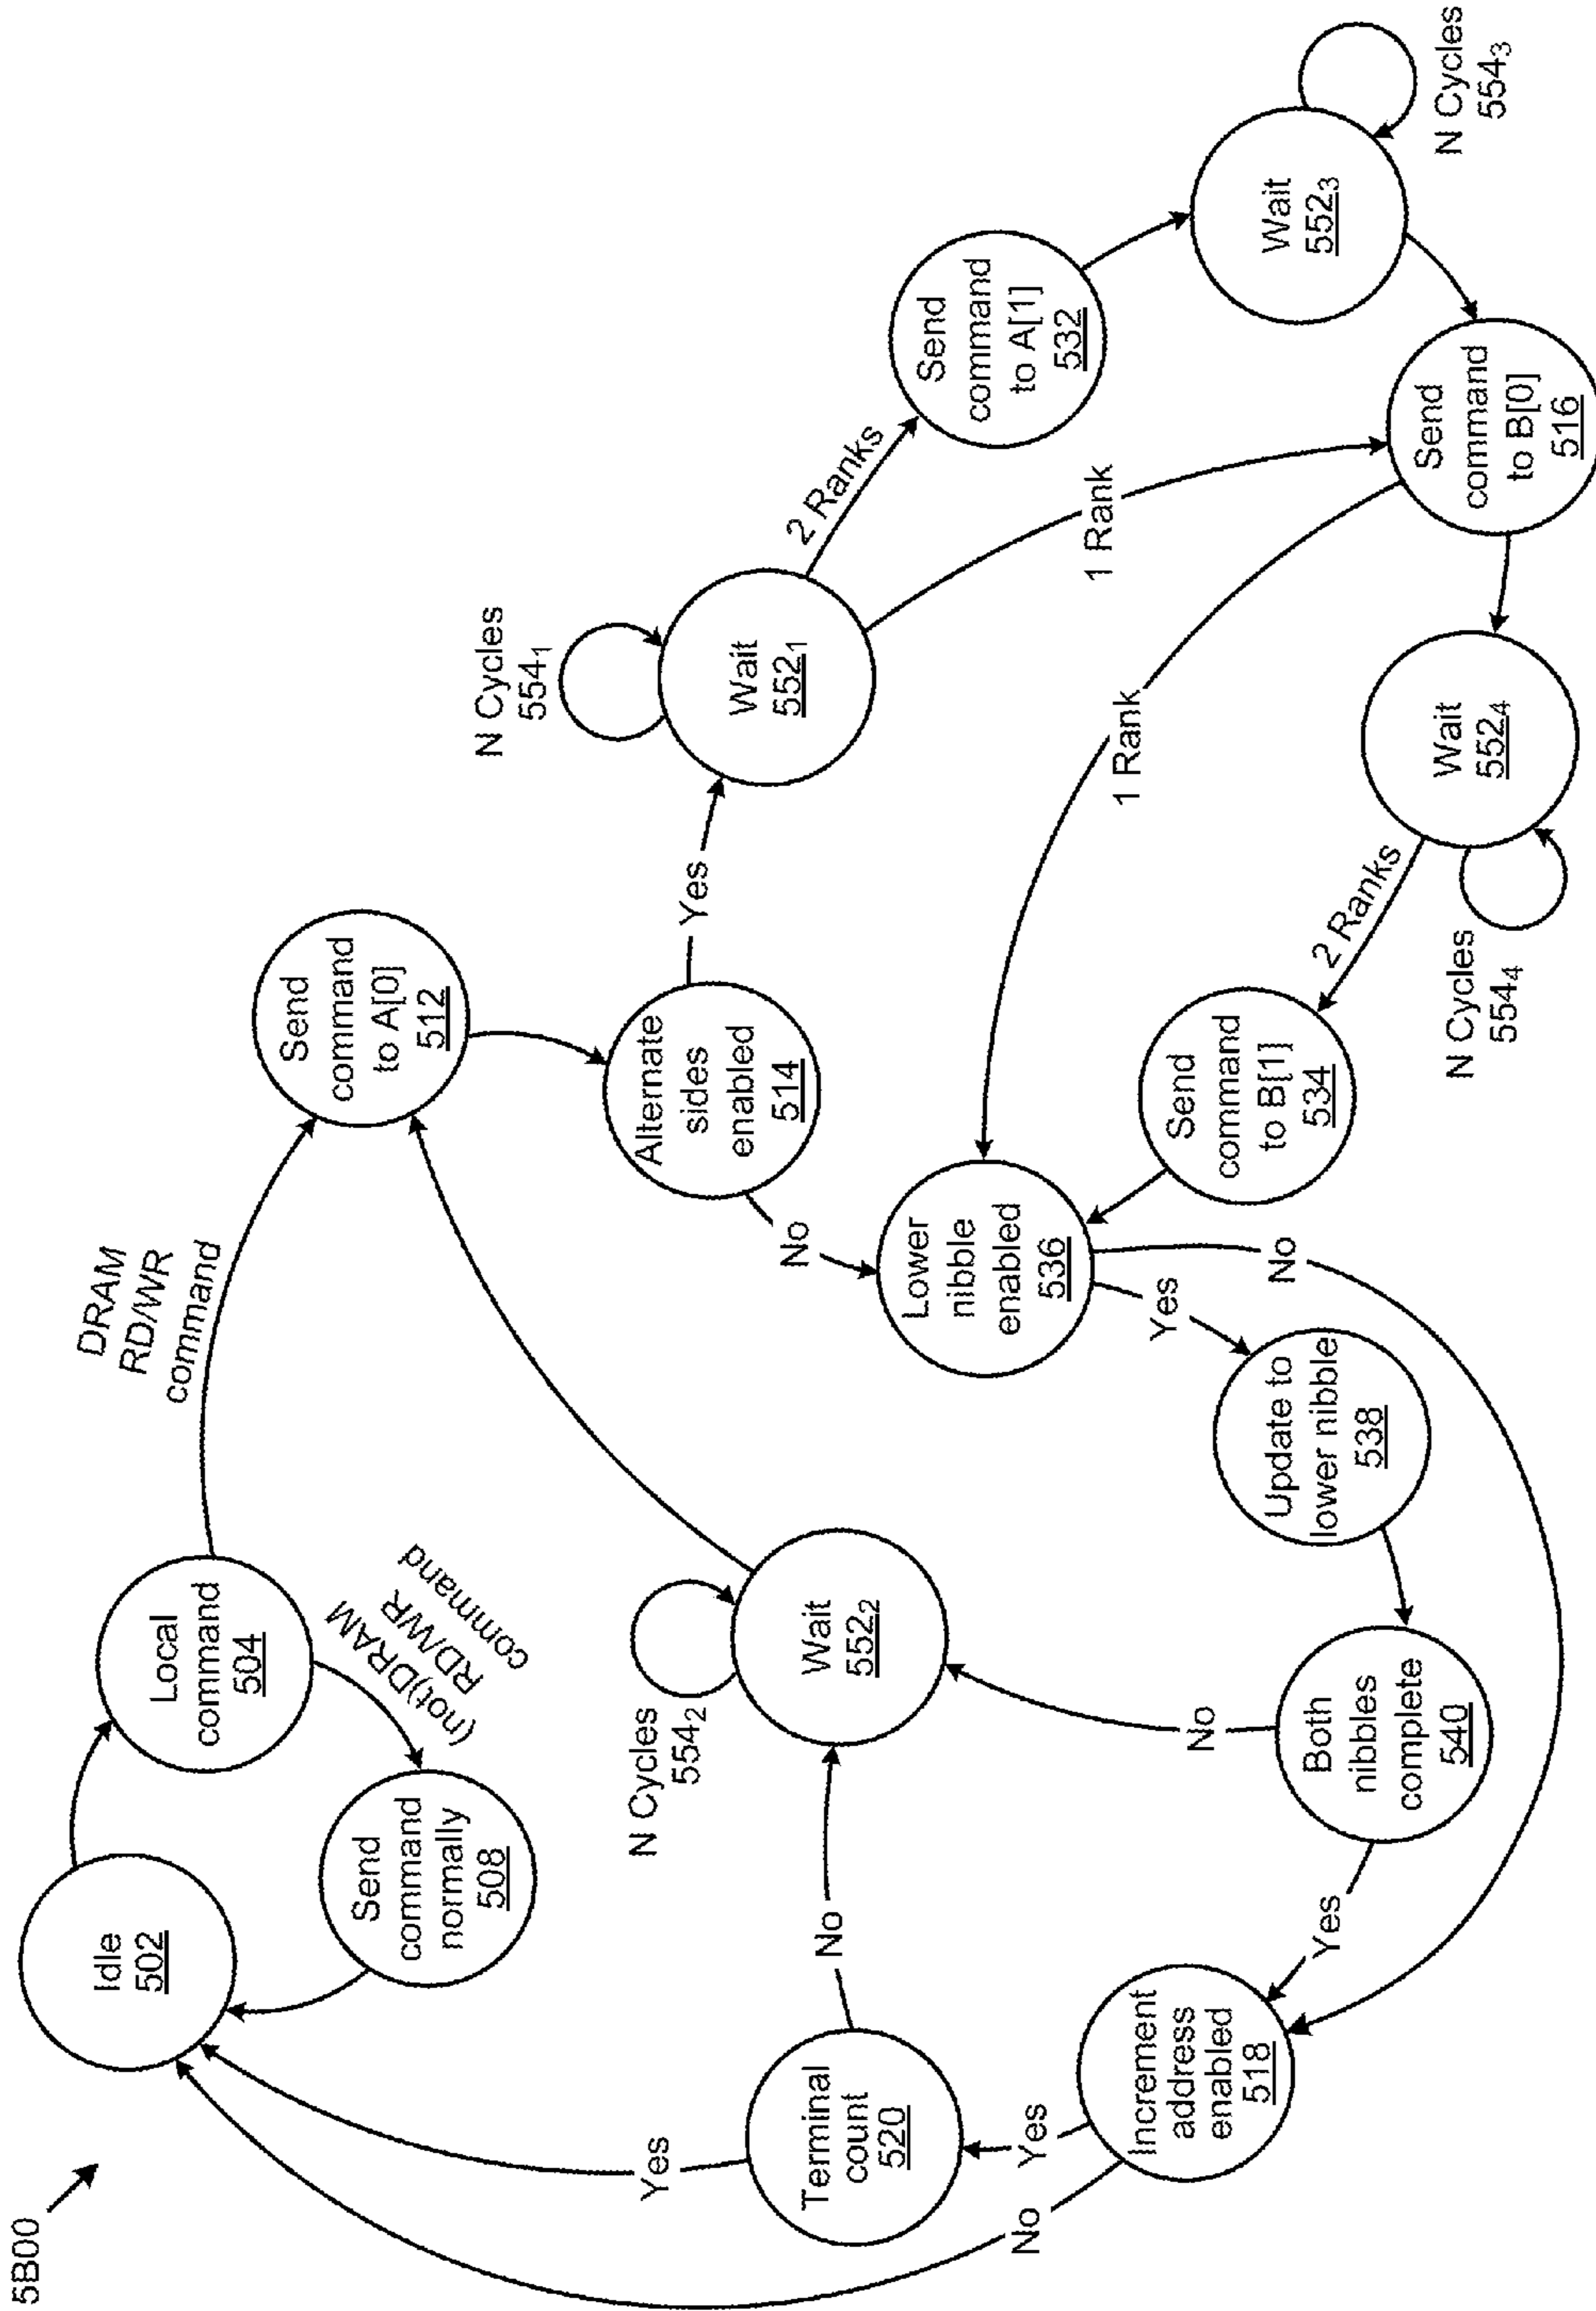 5B00
Idle
502
Local
command
504
DRAM
RD/WR
command
(not)DRAM
RD/WR
command
Send
command
normally
508
Send
command
to A[0]
512
Alternate
sides
enabled
514
Yes
No
N Cycles
554₁
Wait
552₁
2 Ranks
1 Rank
Send
command
to A[1]
532
Wait
552₃
N Cycles
554₃
Send
command
to B[0]
516
1 Rank
Wait
552₄
N Cycles
554₄
2 Ranks
Send
command
to B[1]
534
Lower
nibble
enabled
536
Yes
No
Update to
lower nibble
538
Both
nibbles
complete
540
No
Yes
N Cycles
554₂
Wait
552₂
Increment
address
enabled
518
Yes
No
Terminal
count
520
No
Yes